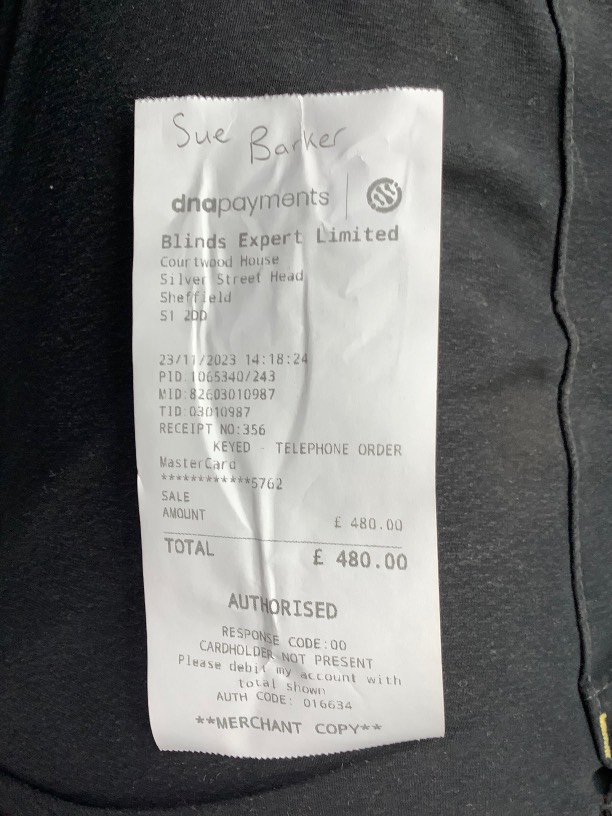 Sue Barker
dnapayments
Blinds Expert Limited
Courtwood House
Silver Street Head
Sheffield
S1 2DD
23/11/2023 14:18:24
PID:1065340/243
MID:82603010987
TID:03010987
RECEIPT NO:356
KEYED - TELEPHONE ORDER
MasterCard
************5762
SALE
AMOUNT £ 480.00
TOTAL £ 480.00
AUTHORISED
RESPONSE CODE:00
CARDHOLDER NOT PRESENT
Please debit my account with
total shown
AUTH CODE: 016634
**MERCHANT COPY**